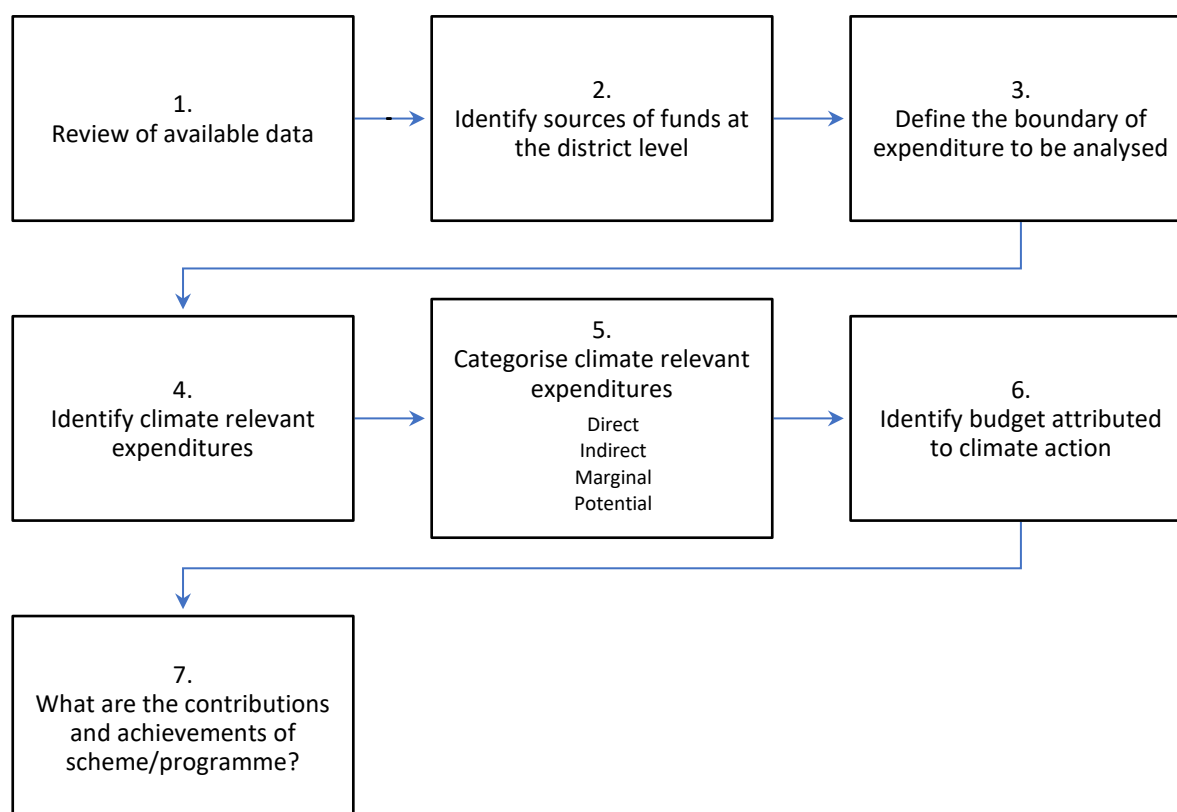 1.
Review of available data
2.
Identify sources of funds at
the district level
3.
Define the boundary of
expenditure to be analysed
4.
Identify climate relevant
expenditures
5.
Categorise climate relevant
expenditures
Direct
Indirect
Marginal
Potential
6.
Identify budget attributed
to climate action
7.
What are the contributions
and achievements of
scheme/programme?